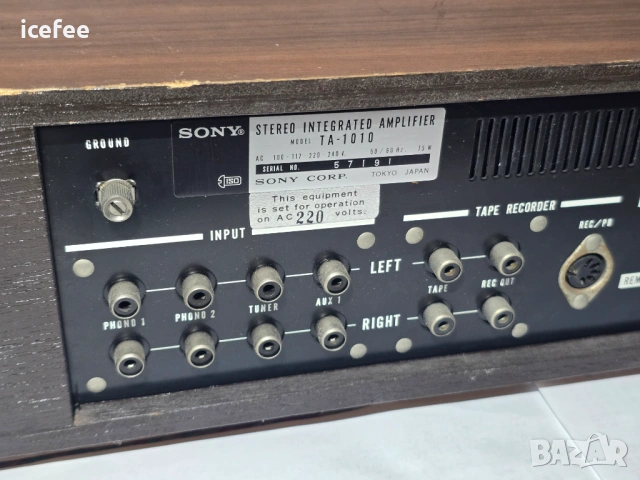 icefee
GROUND
SONY®
STEREO INTEGRATED AMPLIFIER
MODEL TA-1010
AC 100·117·220·240 V. 50/60 Hz. 75 W
SERIAL NO. 57191
SONY CORP. TOKYO JAPAN
This equipment
is set for operation
on AC 220 volts.
INPUT
TAPE RECORDER
REC/PB
LEFT
PHONO 1 PHONO 2 TUNER AUX 1
TAPE REC OUT
RIGHT
BAZAR